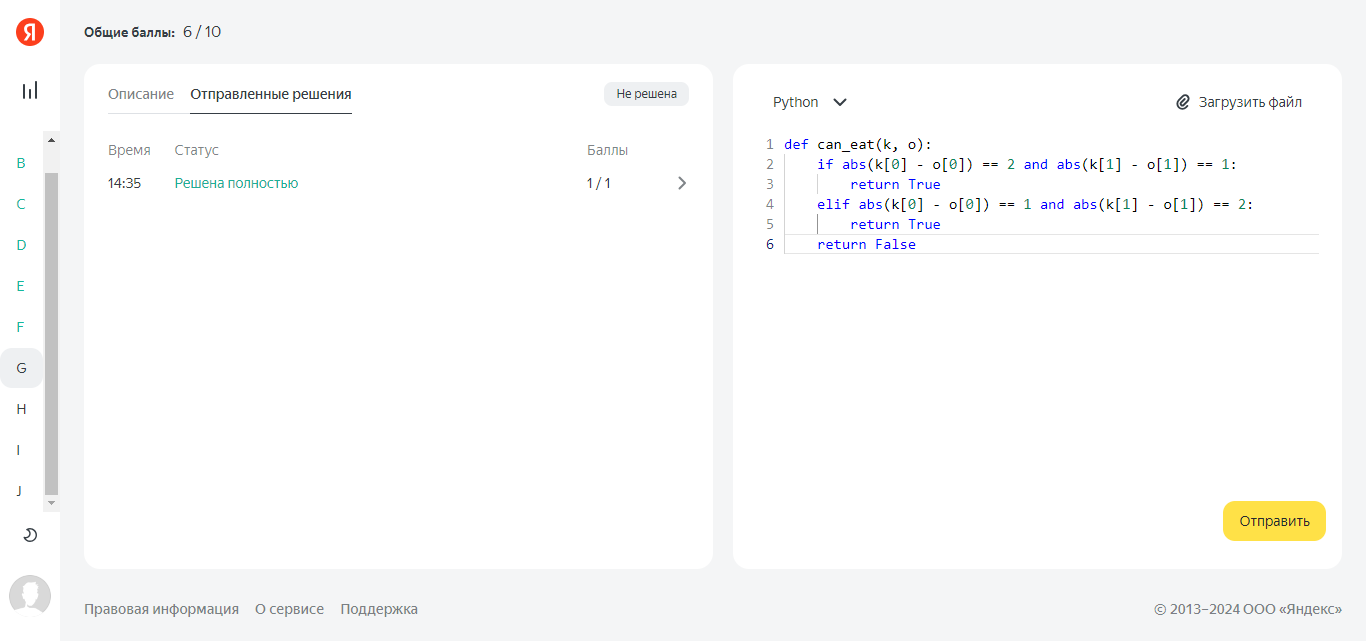 Я
Общие баллы: 6 / 10
B
C
D
E
F
G
H
I
J
Описание Отправленные решения Не решена
Время Статус Баллы
14:35 Решена полностью 1 / 1
Python Загрузить файл
1 def can_eat(k, o):
2 if abs(k[0] - o[0]) == 2 and abs(k[1] - o[1]) == 1:
3 return True
4 elif abs(k[0] - o[0]) == 1 and abs(k[1] - o[1]) == 2:
5 return True
6 return False
Отправить
Правовая информация О сервисе Поддержка © 2013–2024 ООО «Яндекс»